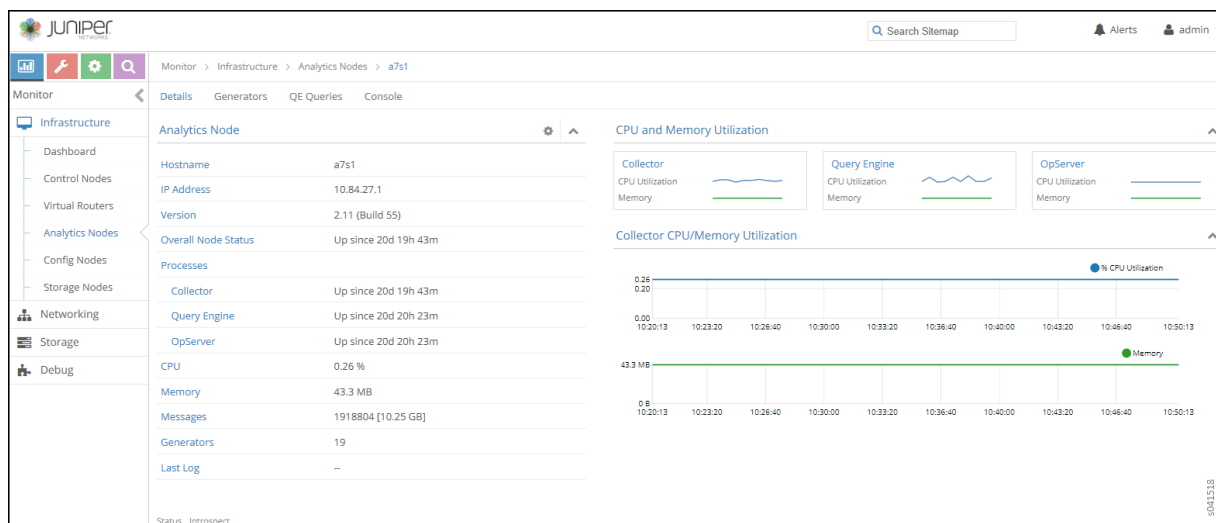 JUNIPER
NETWORKS
Search Sitemap
Alerts
admin
Monitor > Infrastructure > Analytics Nodes > a7s1
Monitor
Details Generators QE Queries Console
Infrastructure
Dashboard
Control Nodes
Virtual Routers
Analytics Nodes
Config Nodes
Storage Nodes
Networking
Storage
Debug
Analytics Node
Hostname a7s1
IP Address 10.84.27.1
Version 2.11 (Build 55)
Overall Node Status Up since 20d 19h 43m
Processes
Collector Up since 20d 19h 43m
Query Engine Up since 20d 20h 23m
OpServer Up since 20d 20h 23m
CPU 0.26 %
Memory 43.3 MB
Messages 1918804 [10.25 GB]
Generators 19
Last Log --
Status Introspect
CPU and Memory Utilization
Collector
CPU Utilization
Memory
Query Engine
CPU Utilization
Memory
OpServer
CPU Utilization
Memory
Collector CPU/Memory Utilization
% CPU Utilization
0.26
0.20
0.00
10:20:13 10:23:20 10:26:40 10:30:00 10:33:20 10:36:40 10:40:00 10:43:20 10:46:40 10:50:13
Memory
43.3 MB
0 B
10:20:13 10:23:20 10:26:40 10:30:00 10:33:20 10:36:40 10:40:00 10:43:20 10:46:40 10:50:13
s041518